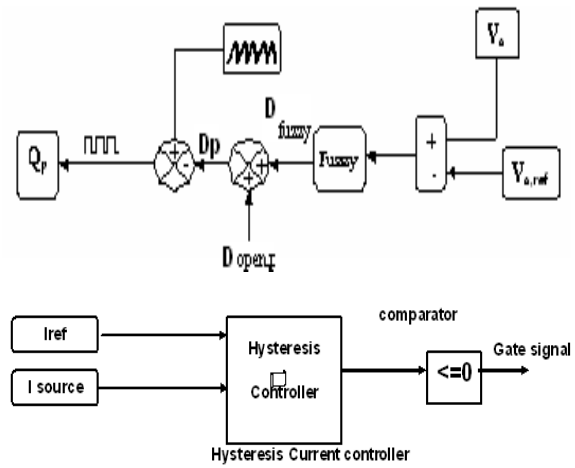 Vₒ
D fuzzy
Dp
Qₚ
Fuzzy
+
-
+
-
+
+
Vₒ,ref
D open,r
comparator
Iref
Hysteresis
Controller
Gate signal
I source
<=0
Hysteresis Current controller